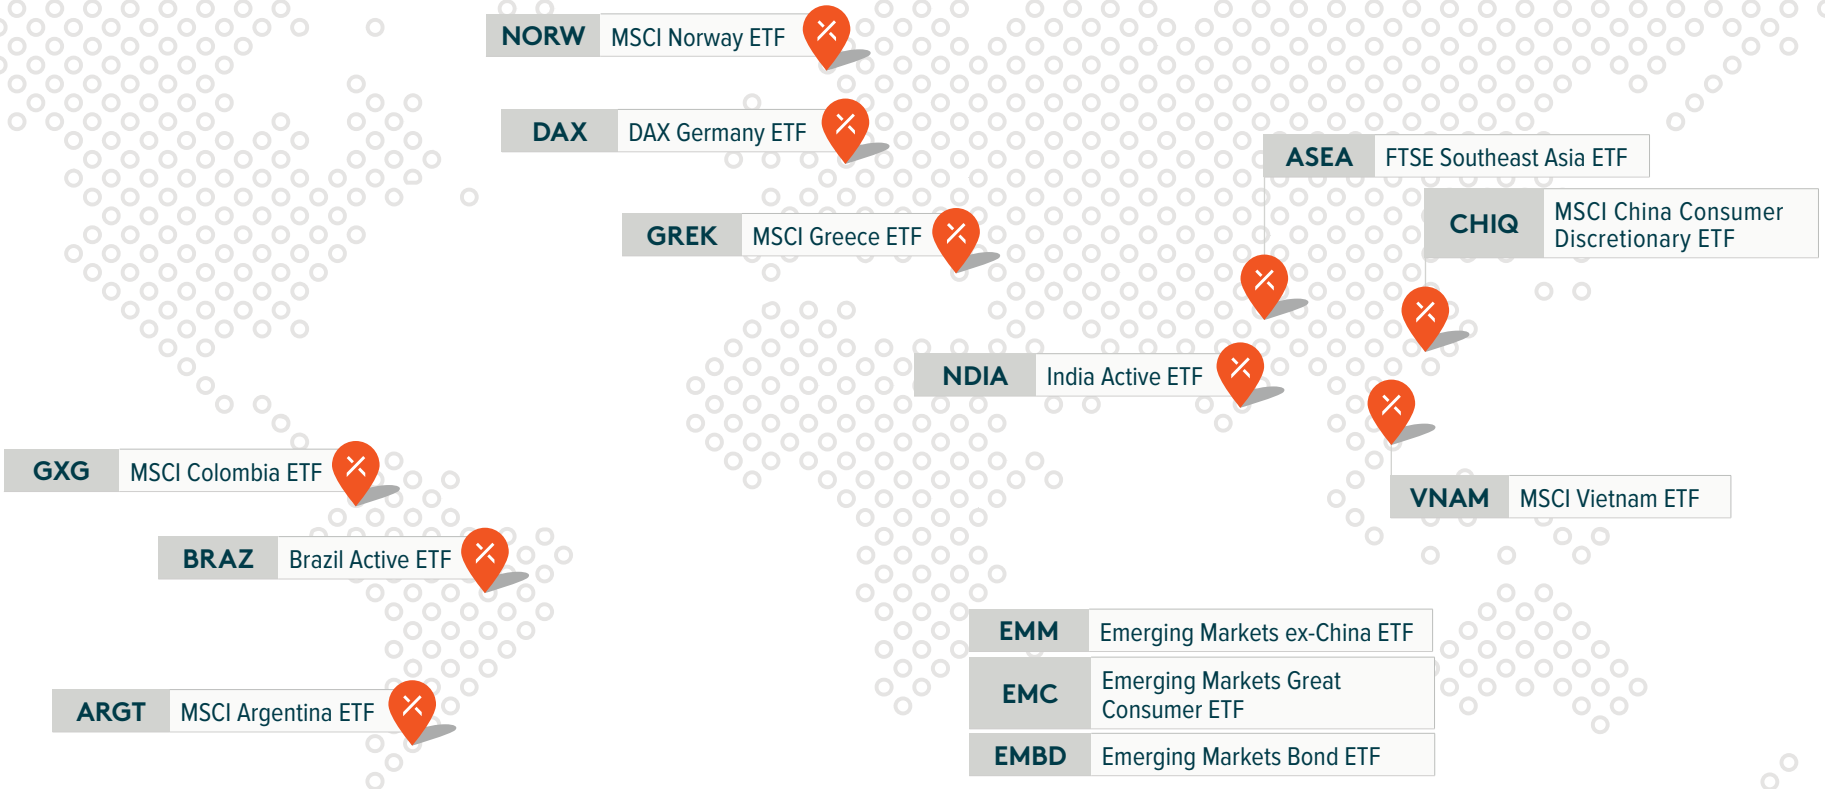 NORW MSCI Norway ETF
DAX DAX Germany ETF
ASEA FTSE Southeast Asia ETF
CHIQ MSCI China Consumer
Discretionary ETF
GREK MSCI Greece ETF
NDIA India Active ETF
GXG MSCI Colombia ETF
VNAM MSCI Vietnam ETF
BRAZ Brazil Active ETF
EMM Emerging Markets ex-China ETF
EMC Emerging Markets Great
Consumer ETF
ARGT MSCI Argentina ETF
EMBD Emerging Markets Bond ETF